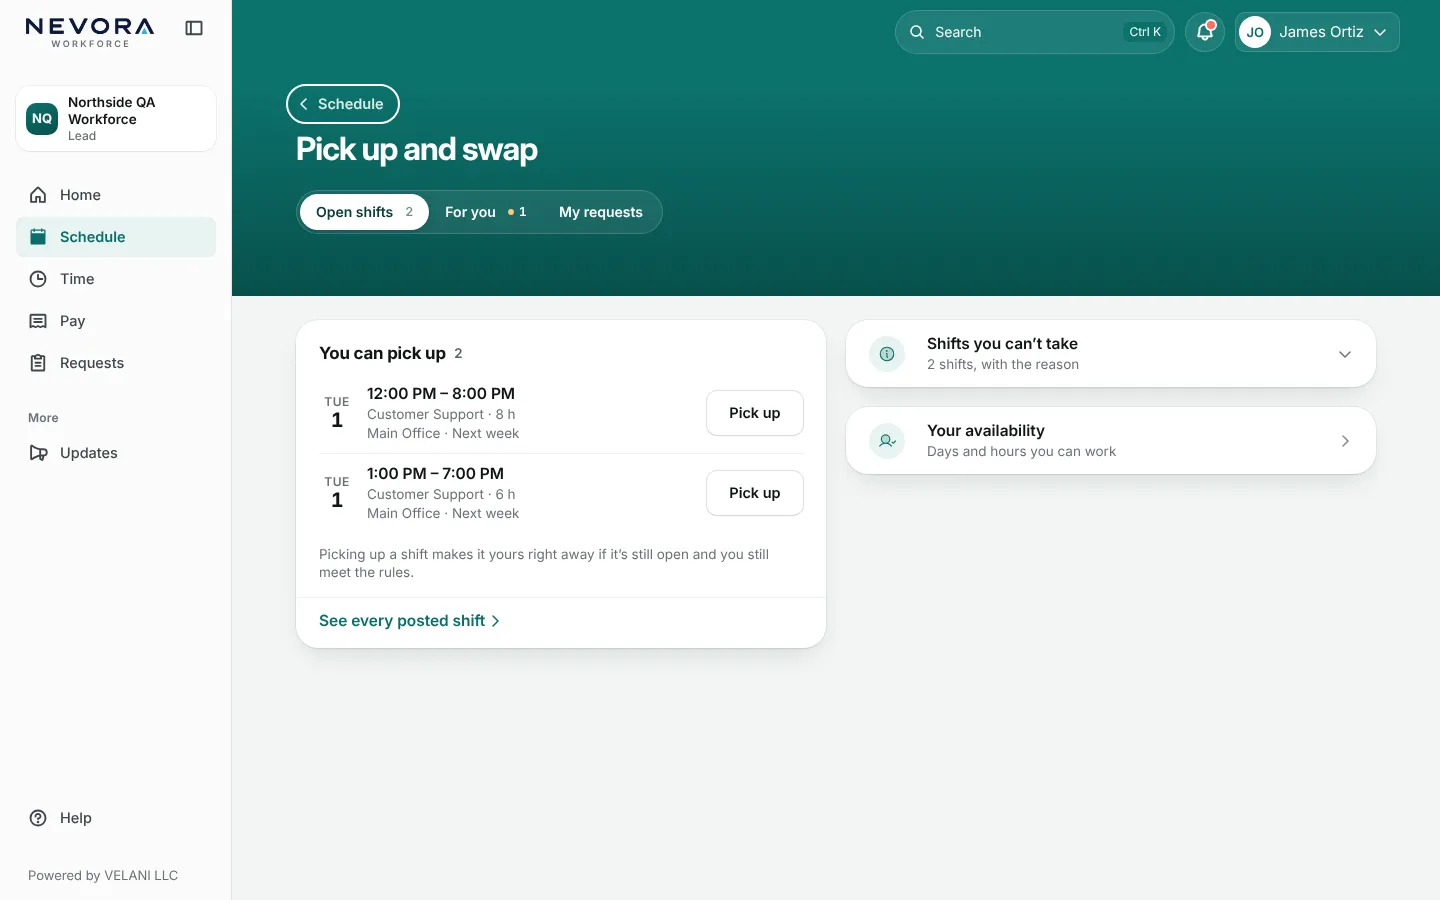 NEVORA
WORKFORCE
Search
Ctrl K
JO
James Ortiz
NQ
Northside QA
Workforce
Lead
Home
Schedule
Time
Pay
Requests
More
Updates
Help
Powered by VELANI LLC
Schedule
Pick up and swap
Open shifts 2
For you 1
My requests
You can pick up 2
TUE
1
12:00 PM – 8:00 PM
Customer Support · 8 h
Main Office · Next week
Pick up
TUE
1
1:00 PM – 7:00 PM
Customer Support · 6 h
Main Office · Next week
Pick up
Picking up a shift makes it yours right away if it’s still open and you still
meet the rules.
See every posted shift
Shifts you can’t take
2 shifts, with the reason
Your availability
Days and hours you can work